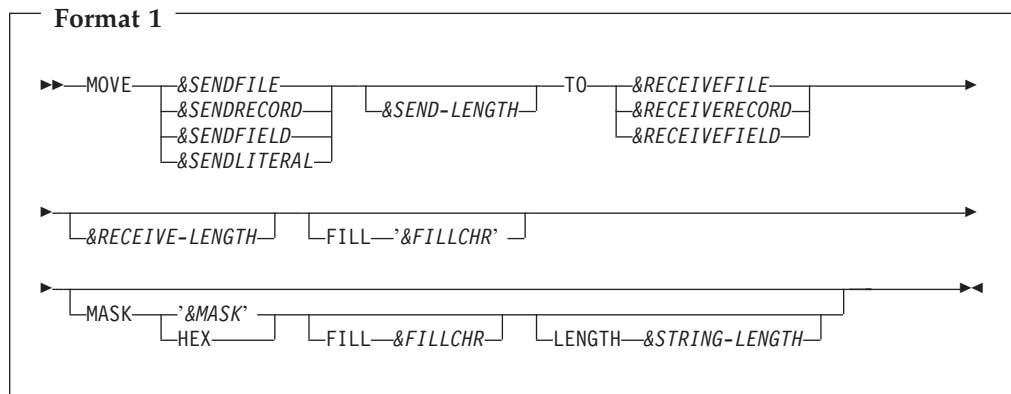 Format 1
MOVE &SENDFILE &SEND-LENGTH TO &RECEIVEFILE
&SENDRECORD &RECEIVERECORD
&SENDFIELD &RECEIVEFIELD
&SENDLITERAL
&RECEIVE-LENGTH FILL '&FILLCHR'
MASK '&MASK' FILL &FILLCHR LENGTH &STRING-LENGTH
HEX